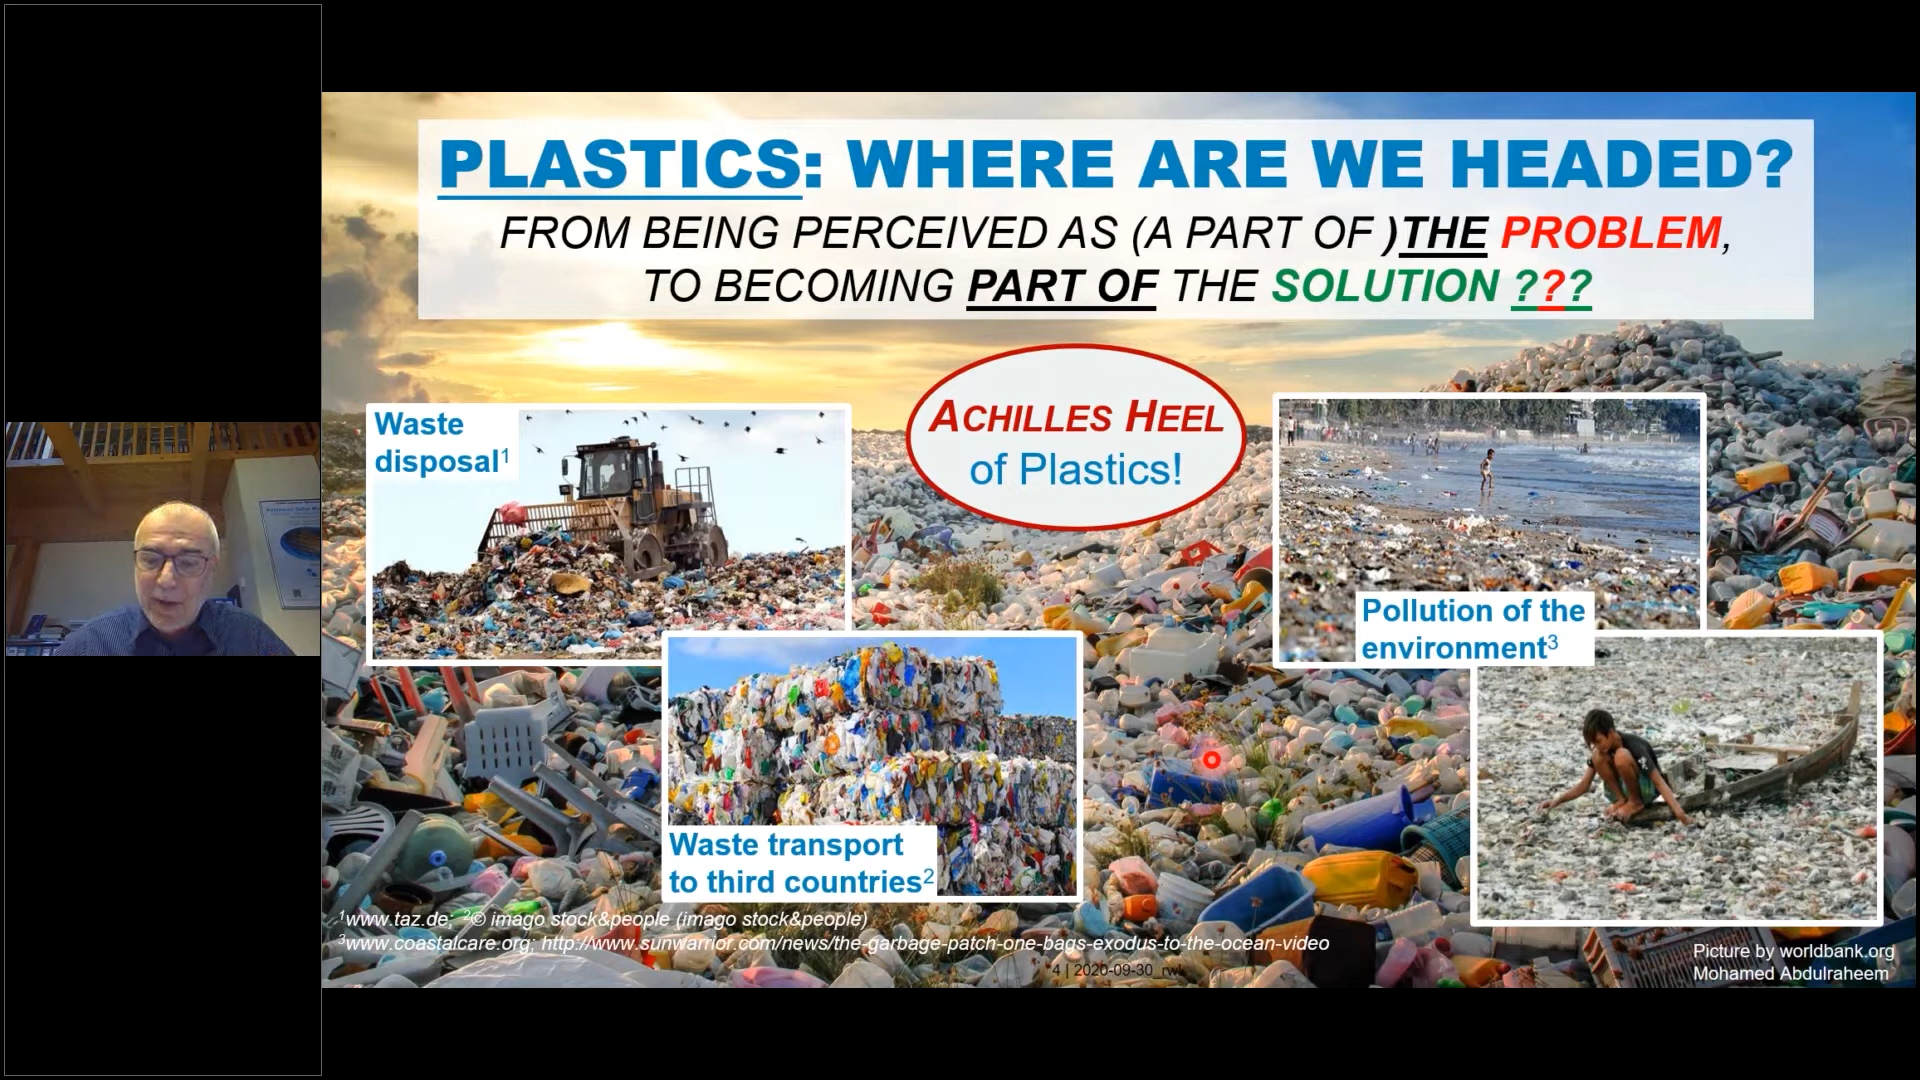 PLASTICS: WHERE ARE WE HEADED?
FROM BEING PERCEIVED AS (A PART OF )THE PROBLEM,
TO BECOMING PART OF THE SOLUTION ???
Waste
disposal¹
ACHILLES HEEL
of Plastics!
Pollution of the
environment³
Waste transport
to third countries²
¹www.taz.de; ²© imago stock&people (imago stock&people)
³www.coastalcare.org; http://www.sunwarrior.com/news/the-garbage-patch-one-bags-exodus-to-the-ocean-video
4 | 2020-09-30_rwl
Picture by worldbank.org
Mohamed Abdulraheem